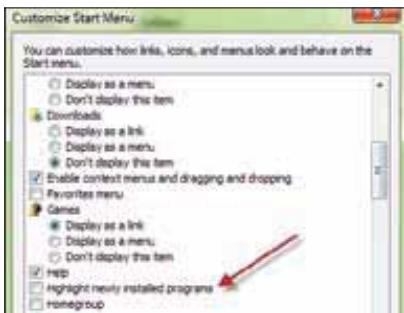 Customize Start Menu
You can customize how links, icons, and menus look and behave on the
Start menu.
Display as a menu
Don't display this item
Downloads
Display as a link
Display as a menu
Don't display this item
Enable context menus and dragging and dropping
Favorites menu
Games
Display as a link
Display as a menu
Don't display this item
Help
Highlight newly installed programs
Homegroup